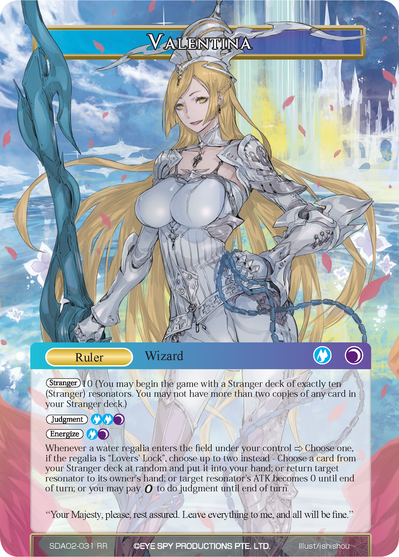 VALENTINA
Ruler Wizard
Stranger 10 (You may begin the game with a Stranger deck of exactly ten
(Stranger) resonators. You may not have more than two copies of any card in
your Stranger deck.)
Judgment
Energize
Whenever a water regalia enters the field under your control ⇨ Choose one,
if the regalia is "Lovers' Loop", choose up to two instead - Choose a card from
your Stranger deck at random and put it into your hand; or return target
resonator to its owner's hand; or target resonator's ATK becomes 0 until end
of turn; or you may pay 0 to do judgment until end of turn.
"Your Majesty, please, rest assured. Leave everything to me, and all will be fine."
SDAO2-031 RR ©EYE SPY PRODUCTIONS PTE. LTD. Illust/ishishou